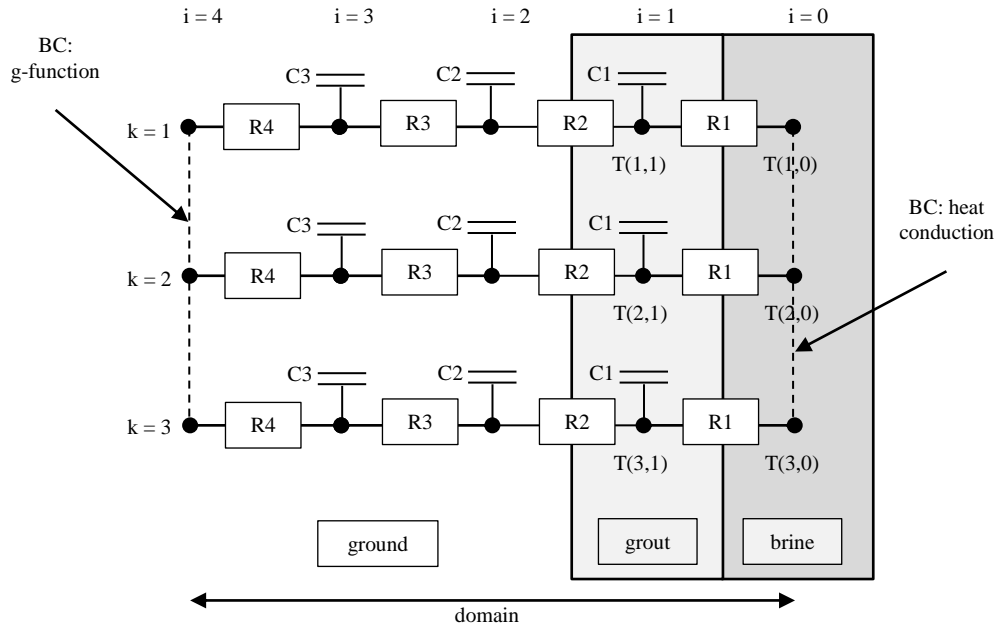 i = 4 i = 3 i = 2 i = 1 i = 0
BC:
g-function
C3 C2 C1
k = 1 R4 R3 R2 R1
T(1,1) T(1,0)
BC: heat
conduction
C3 C2 C1
k = 2 R4 R3 R2 R1
T(2,1) T(2,0)
C3 C2 C1
k = 3 R4 R3 R2 R1
T(3,1) T(3,0)
ground grout brine
domain